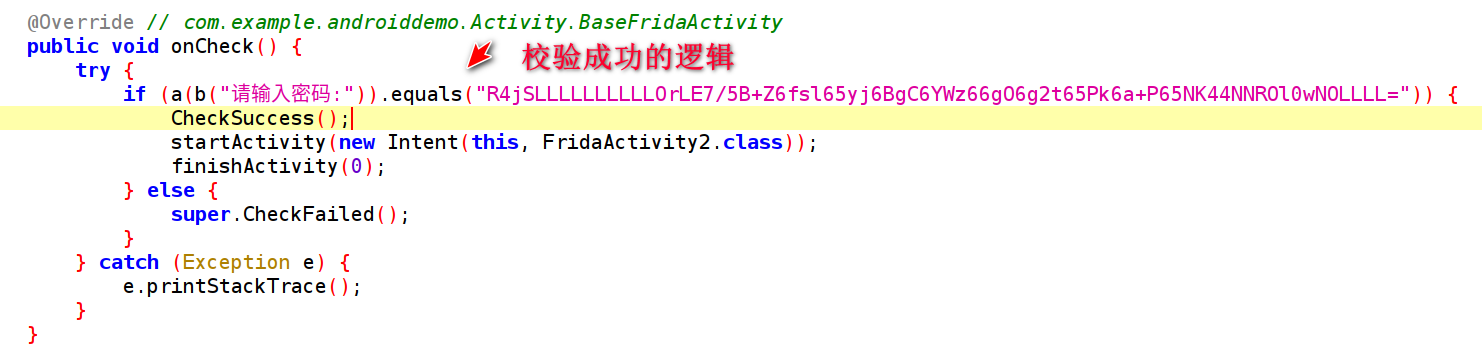 @Override // com.example.androiddemo.Activity.BaseFridaActivity
public void onCheck() {
校验成功的逻辑
try {
if (a(b("请输入密码:")).equals("R4jSLLLLLLLLLLOrLE7/5B+Z6fsl65yj6BgC6YWz66gO6g2t65Pk6a+P65NK44NNROl0wNOLLLL=")) {
CheckSuccess();
startActivity(new Intent(this, FridaActivity2.class));
finishActivity(0);
} else {
super.CheckFailed();
}
} catch (Exception e) {
e.printStackTrace();
}
}